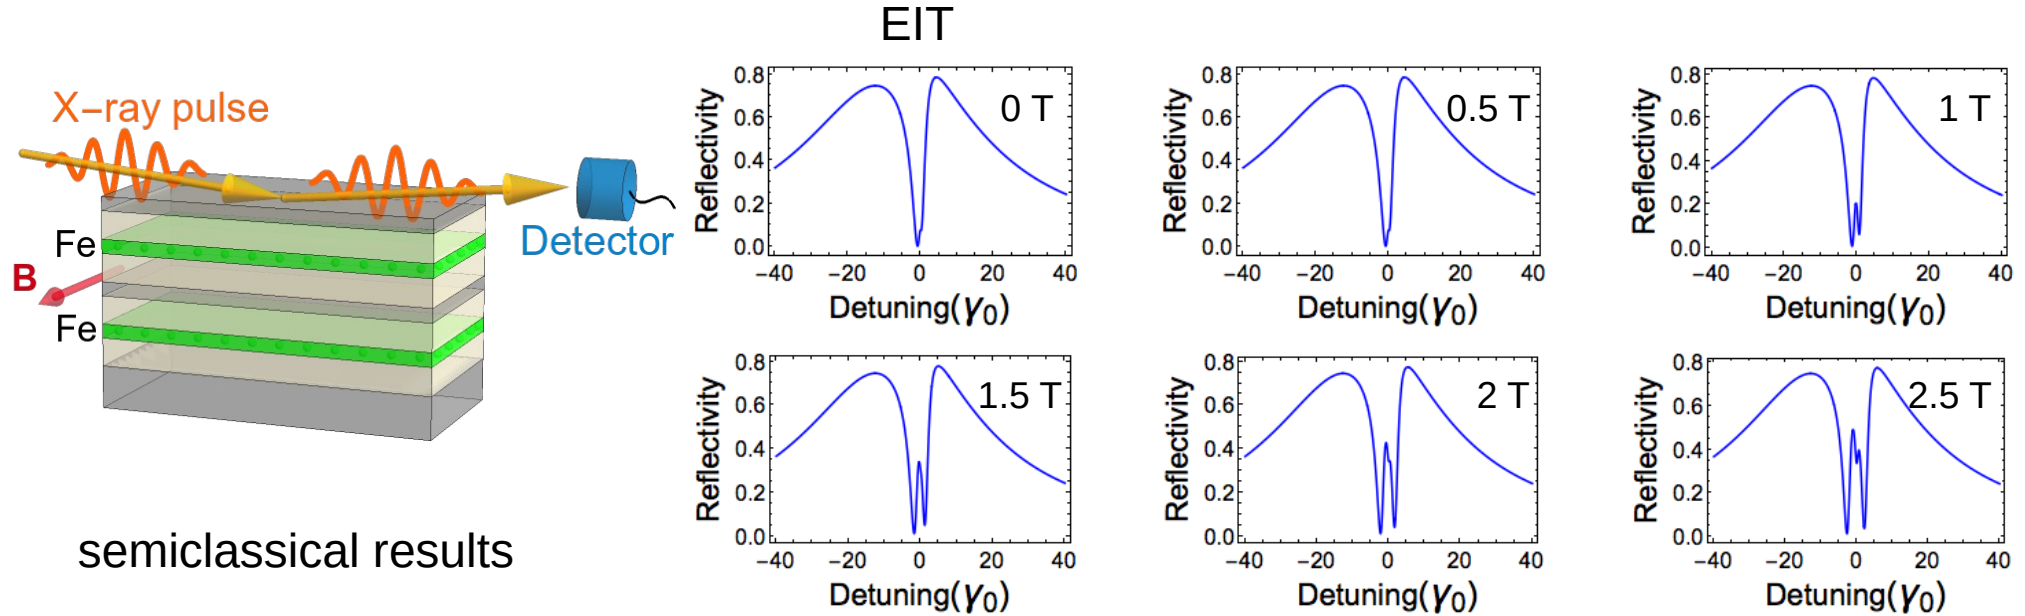 EIT
X−ray pulse
Fe
B
Fe
Detector
semiclassical results
Reflectivity
0.8
0.6
0.4
0.2
0.0
0 T
−40 −20 0 20 40
Detuning(γ0)
Reflectivity
0.8
0.6
0.4
0.2
0.0
0.5 T
−40 −20 0 20 40
Detuning(γ0)
Reflectivity
0.8
0.6
0.4
0.2
0.0
1 T
−40 −20 0 20 40
Detuning(γ0)
Reflectivity
0.8
0.6
0.4
0.2
0.0
1.5 T
−40 −20 0 20 40
Detuning(γ0)
Reflectivity
0.8
0.6
0.4
0.2
0.0
2 T
−40 −20 0 20 40
Detuning(γ0)
Reflectivity
0.8
0.6
0.4
0.2
0.0
2.5 T
−40 −20 0 20 40
Detuning(γ0)